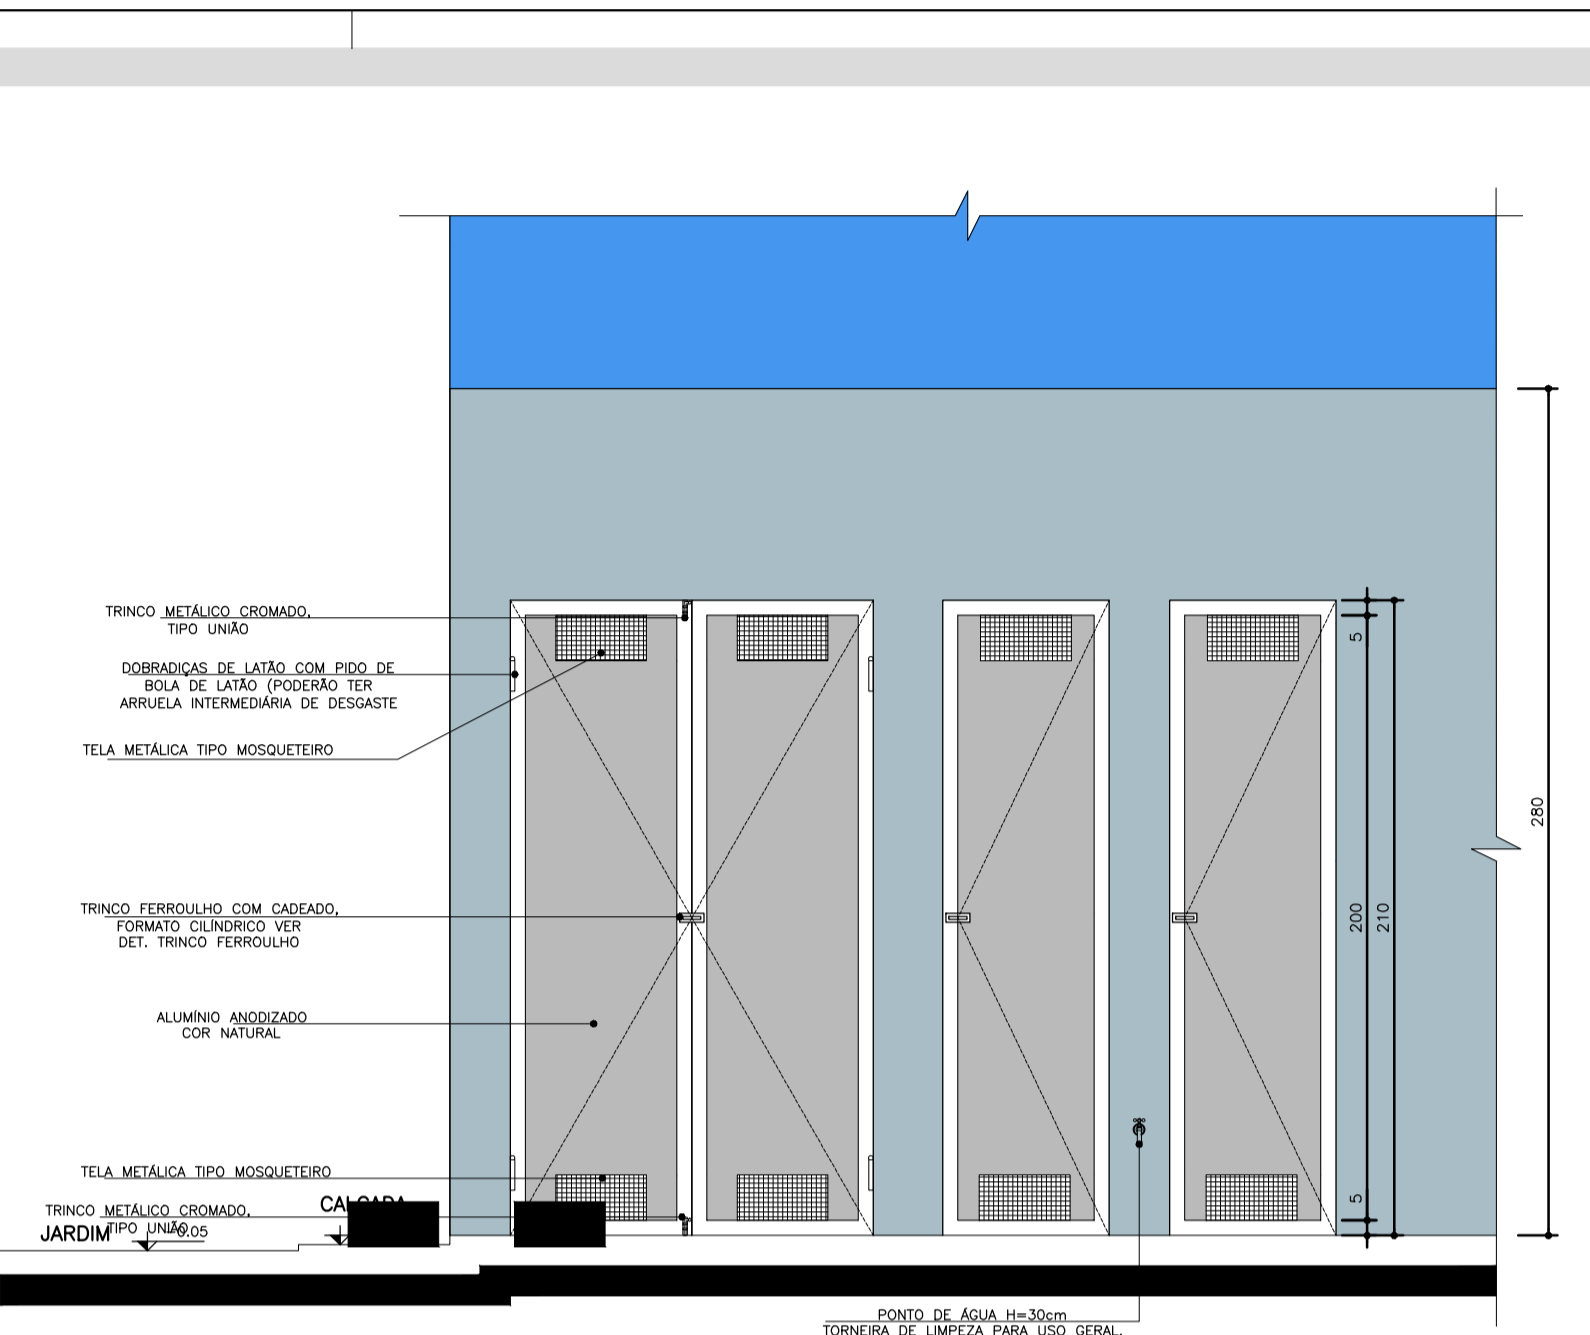 TRINCO METÁLICO CROMADO,
TIPO UNIÃO
DOBRADIÇAS DE LATÃO COM PIDO DE
BOLA DE LATÃO (PODERÃO TER
ARRUELA INTERMEDIÁRIA DE DESGASTE
TELA METÁLICA TIPO MOSQUETEIRO
TRINCO FERROULHO COM CADEADO,
FORMATO CILÍNDRICO VER
DET. TRINCO FERROULHO
ALUMÍNIO ANODIZADO
COR NATURAL
TELA METÁLICA TIPO MOSQUETEIRO
TRINCO METÁLICO CROMADO,
TIPO UNIÃO
CALÇADA
JARDIM
-0.05
5
200
210
280
5
PONTO DE ÁGUA H=30cm
TORNEIRA DE LIMPEZA PARA USO GERAL.